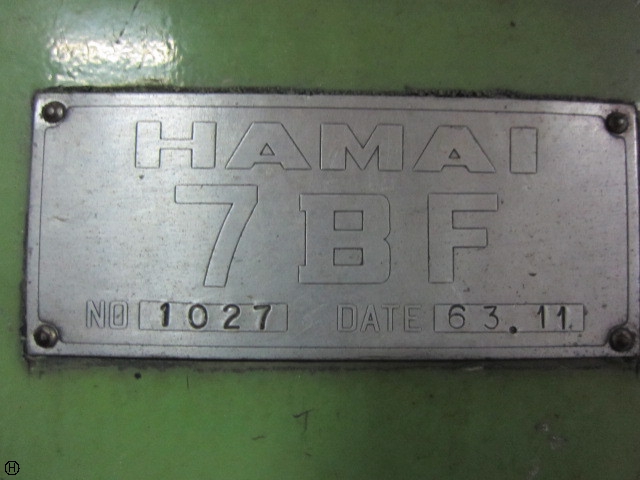 HAMAI
7BF
NO 1027 DATE 63.11
H